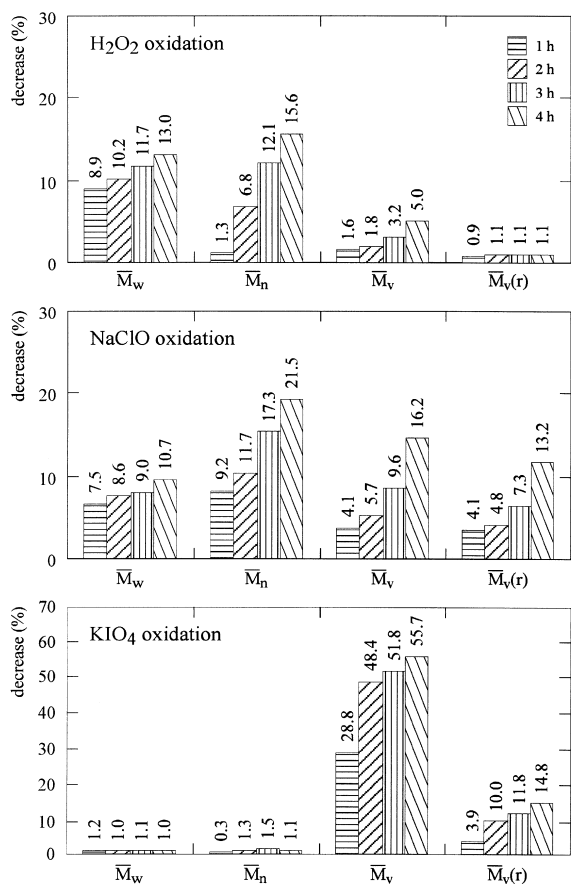 30
H₂O₂ oxidation
decrease (%)
1 h
2 h
3 h
4 h
20
10
0
8.9 10.2 11.7 13.0
1.3 6.8 12.1 15.6
1.6 1.8 3.2 5.0
0.9 1.1 1.1 1.1
M̅w M̅n M̅v M̅v(r)
30
NaClO oxidation
decrease (%)
20
10
0
7.5 8.6 9.0 10.7
9.2 11.7 17.3 21.5
4.1 5.7 9.6 16.2
4.1 4.8 7.3 13.2
M̅w M̅n M̅v M̅v(r)
70
KIO₄ oxidation
decrease (%)
60
50
40
30
20
10
0
1.2 1.0 1.1 1.0
0.3 1.3 1.5 1.1
28.8 48.4 51.8 55.7
3.9 10.0 11.8 14.8
M̅w M̅n M̅v M̅v(r)